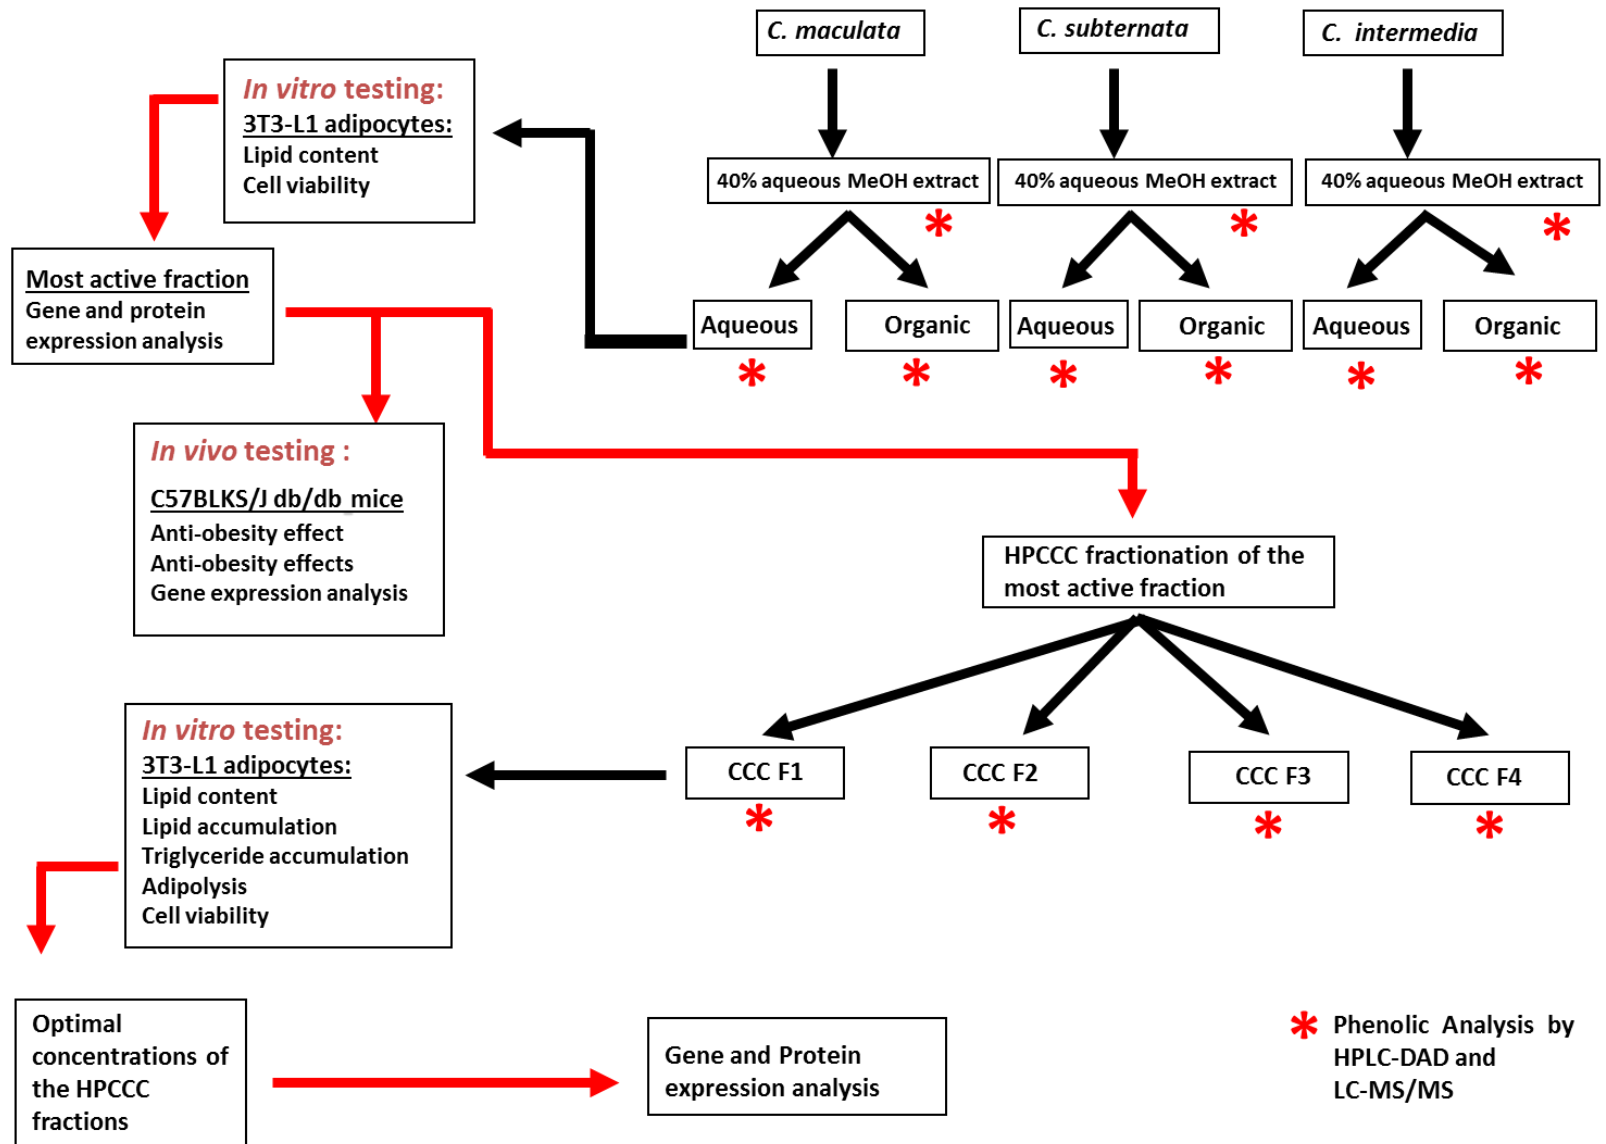 C. maculata
C. subternata
C. intermedia
In vitro testing:
3T3-L1 adipocytes:
Lipid content
Cell viability
40% aqueous MeOH extract
40% aqueous MeOH extract
40% aqueous MeOH extract
*
*
*
Most active fraction
Gene and protein
expression analysis
Aqueous
Organic
Aqueous
Organic
Aqueous
Organic
*
*
*
*
*
*
In vivo testing :
C57BLKS/J db/db_mice
Anti-obesity effect
Anti-obesity effects
Gene expression analysis
HPCCC fractionation of the
most active fraction
In vitro testing:
3T3-L1 adipocytes:
Lipid content
Lipid accumulation
Triglyceride accumulation
Adipolysis
Cell viability
CCC F1
CCC F2
CCC F3
CCC F4
*
*
*
*
Optimal
concentrations of
the HPCCC
fractions
Gene and Protein
expression analysis
* Phenolic Analysis by
HPLC-DAD and
LC-MS/MS